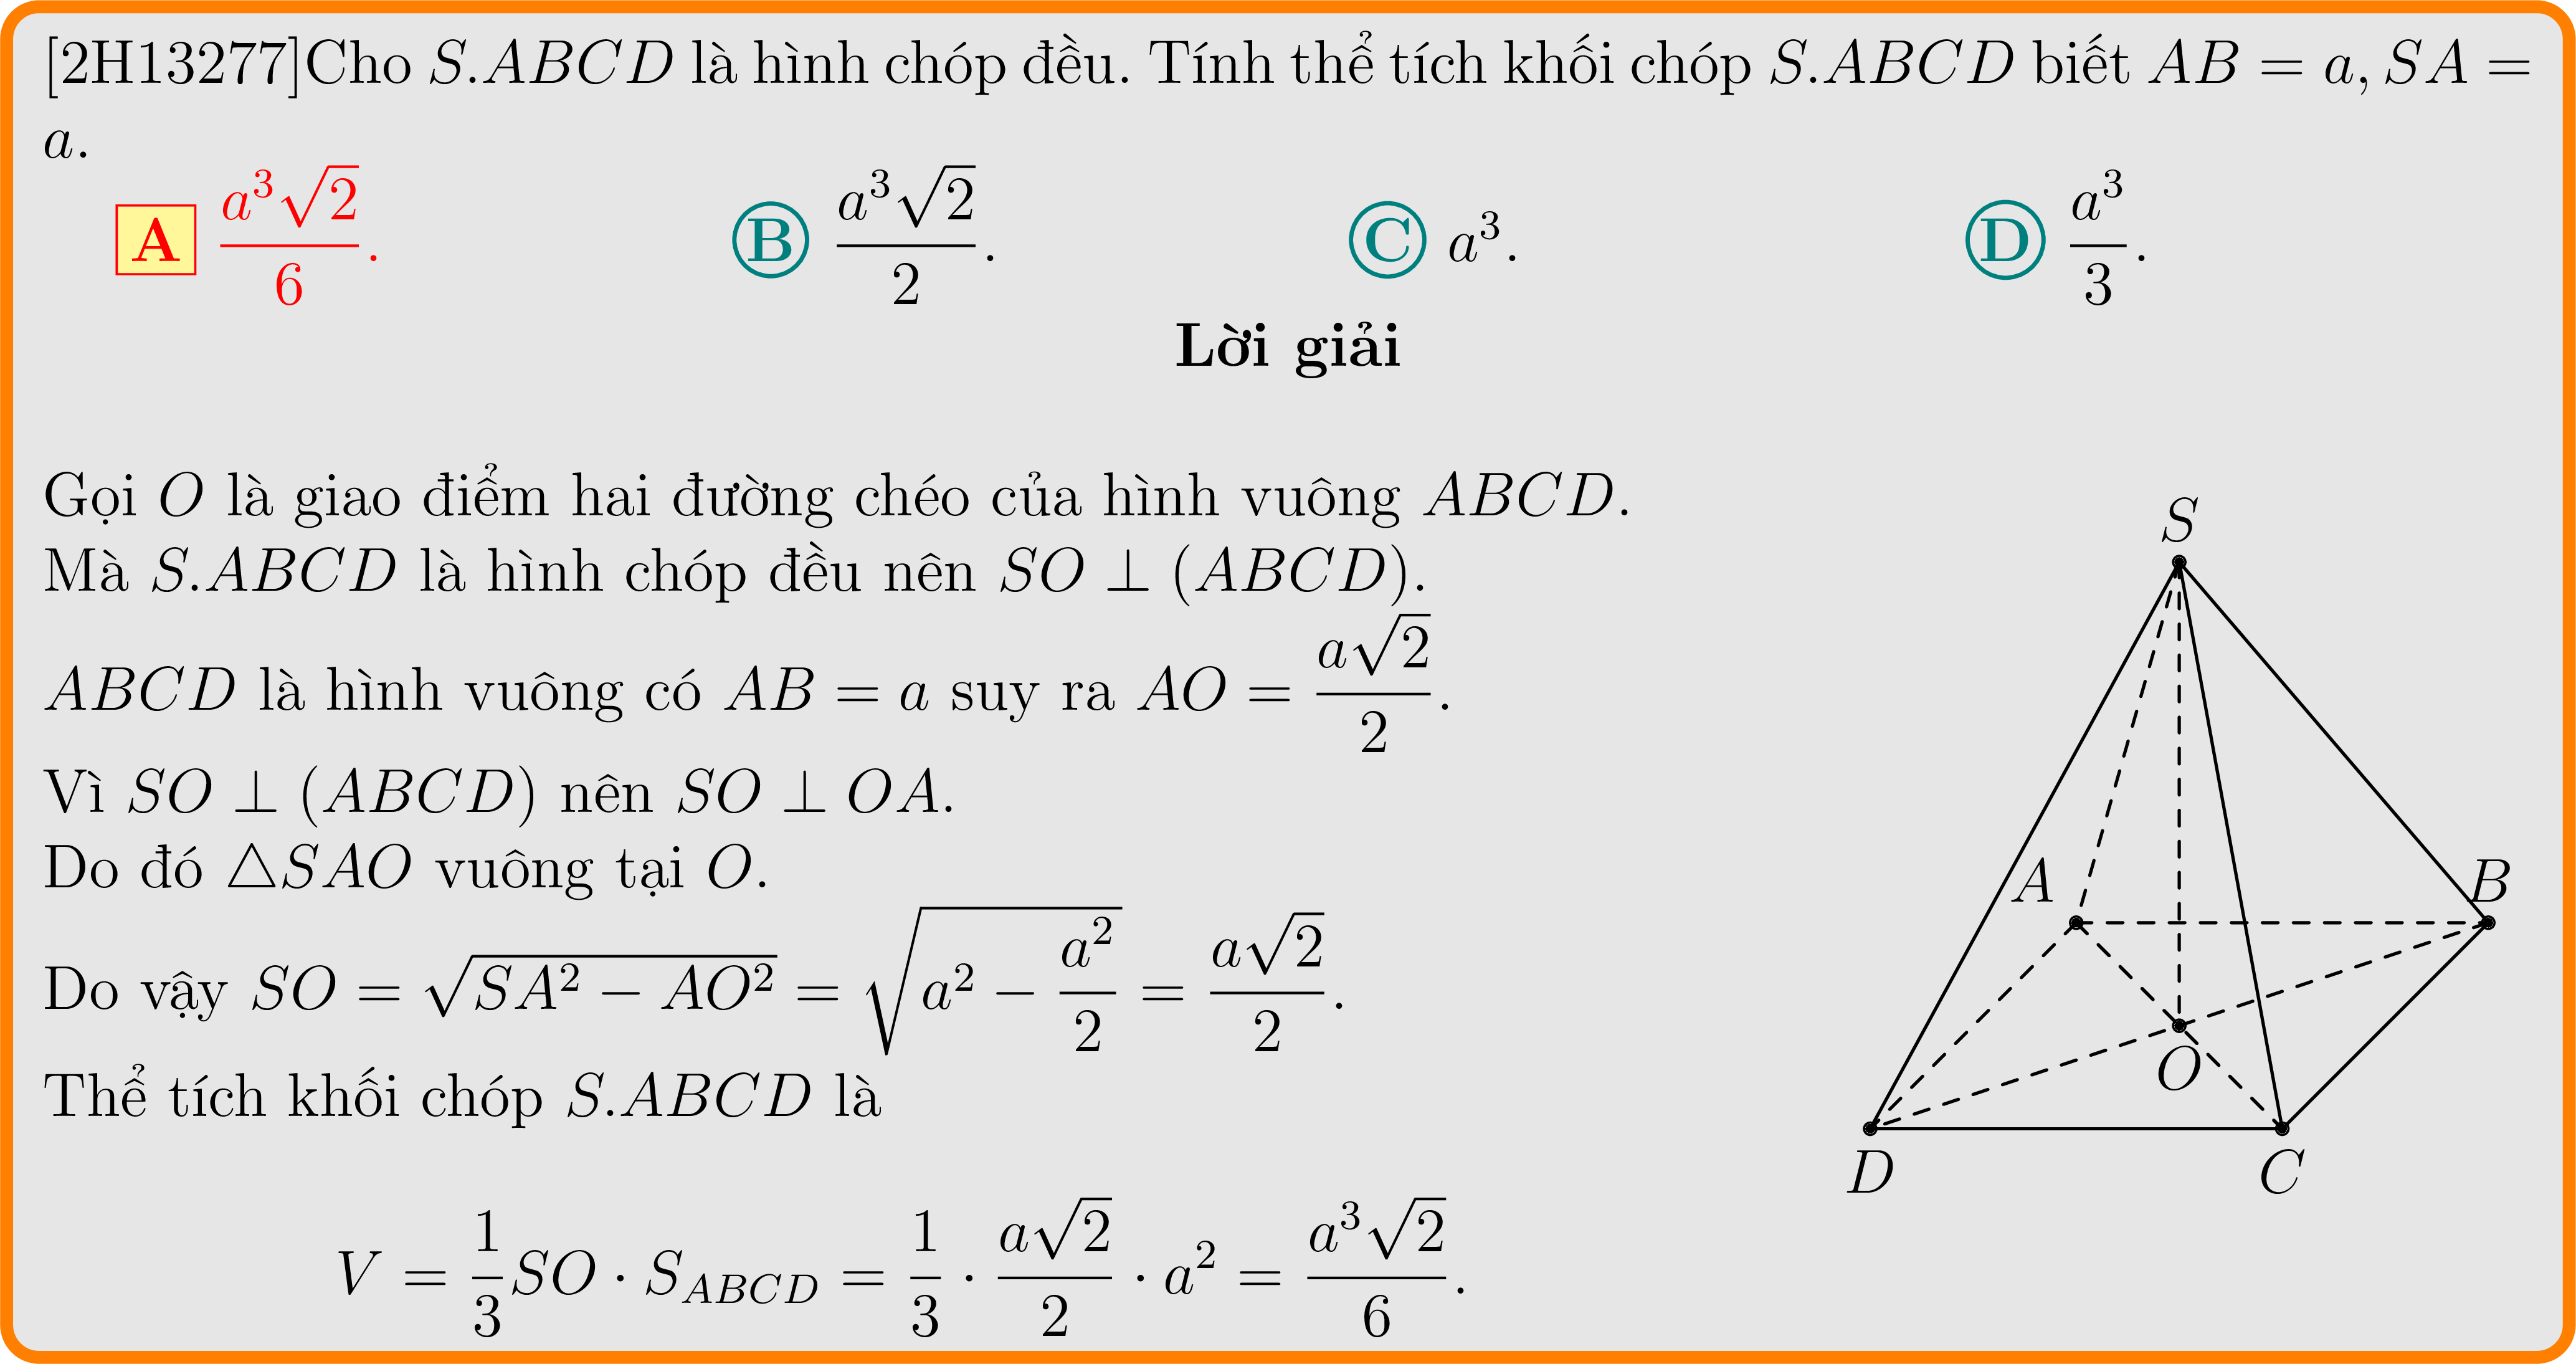 [2H13277]Cho S.ABCD là hình chóp đều. Tính thể tích khối chóp S.ABCD biết AB = a, SA =
a.
A $\frac{a^3\sqrt{2}}{6}$. B $\frac{a^3\sqrt{2}}{2}$. C $a^3$. D $\frac{a^3}{3}$.
Lời giải
Gọi O là giao điểm hai đường chéo của hình vuông ABCD.
Mà S.ABCD là hình chóp đều nên SO ⊥ (ABCD).
ABCD là hình vuông có AB = a suy ra $AO = \frac{a\sqrt{2}}{2}$.
Vì SO ⊥ (ABCD) nên SO ⊥ OA.
Do đó △SAO vuông tại O.
Do vậy $SO = \sqrt{SA^2 - AO^2} = \sqrt{a^2 - \frac{a^2}{2}} = \frac{a\sqrt{2}}{2}$.
Thể tích khối chóp S.ABCD là
$V = \frac{1}{3}SO \cdot S_{ABCD} = \frac{1}{3} \cdot \frac{a\sqrt{2}}{2} \cdot a^2 = \frac{a^3\sqrt{2}}{6}$.
S
A B
O
D C